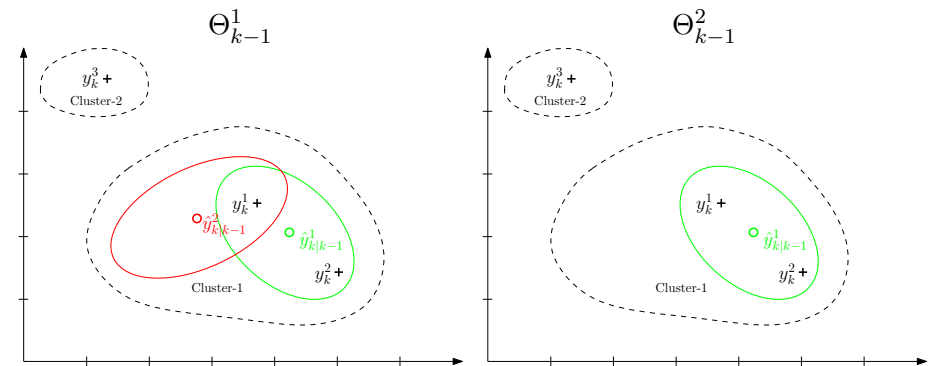 Θ¹ₖ₋₁
y³ₖ
Cluster-2
y¹ₖ
ŷ²ₖ|ₖ₋₁
ŷ¹ₖ|ₖ₋₁
y²ₖ
Cluster-1
Θ²ₖ₋₁
y³ₖ
Cluster-2
y¹ₖ
ŷ¹ₖ|ₖ₋₁
y²ₖ
Cluster-1